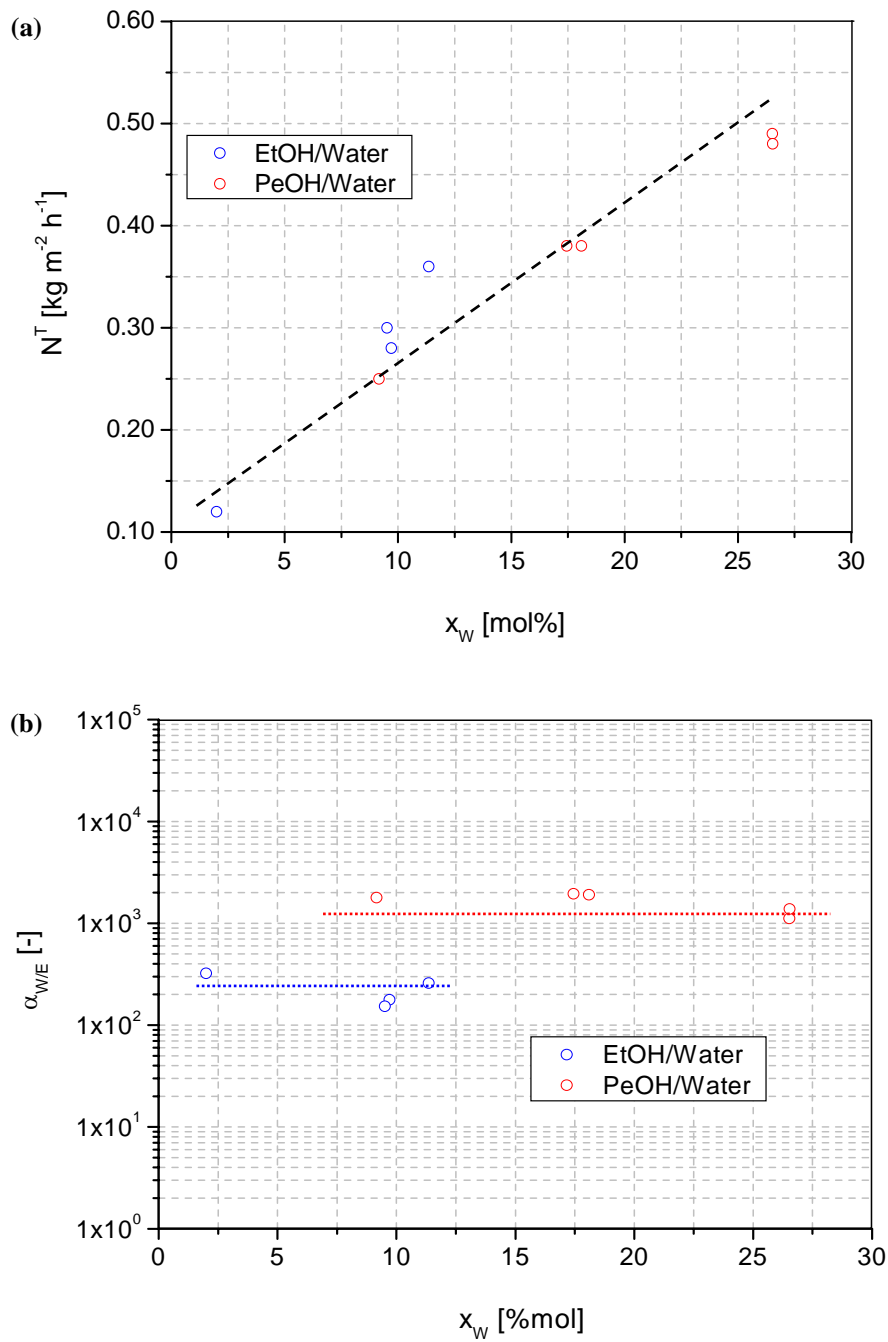 (a)
0.60
0.50
0.40
0.30
0.20
0.10
N^T [kg m^-2 h^-1]
EtOH/Water
PeOH/Water
0 5 10 15 20 25 30
x_W [mol%]
(b)
1x10^5
1x10^4
1x10^3
1x10^2
1x10^1
1x10^0
α_W/E [-]
EtOH/Water
PeOH/Water
0 5 10 15 20 25 30
x_W [%mol]